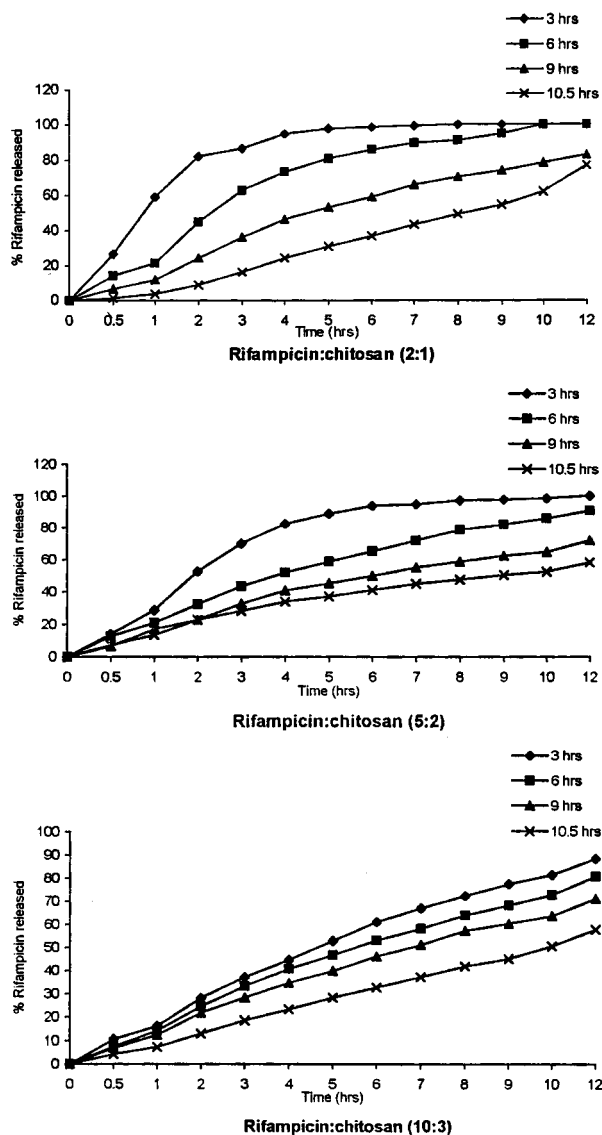 3 hrs
6 hrs
9 hrs
10.5 hrs
120
100
80
60
40
20
0
% Rifampicin released
0 0.5 1 2 3 4 5 6 7 8 9 10 12
Time (hrs)
Rifampicin:chitosan (2:1)
3 hrs
6 hrs
9 hrs
10.5 hrs
120
100
80
60
40
20
0
% Rifampicin released
0 0.5 1 2 3 4 5 6 7 8 9 10 12
Time (hrs)
Rifampicin:chitosan (5:2)
3 hrs
6 hrs
9 hrs
10.5 hrs
100
90
80
70
60
50
40
30
20
10
0
% Rifampicin released
0 0.5 1 2 3 4 5 6 7 8 9 10 12
Time (hrs)
Rifampicin:chitosan (10:3)